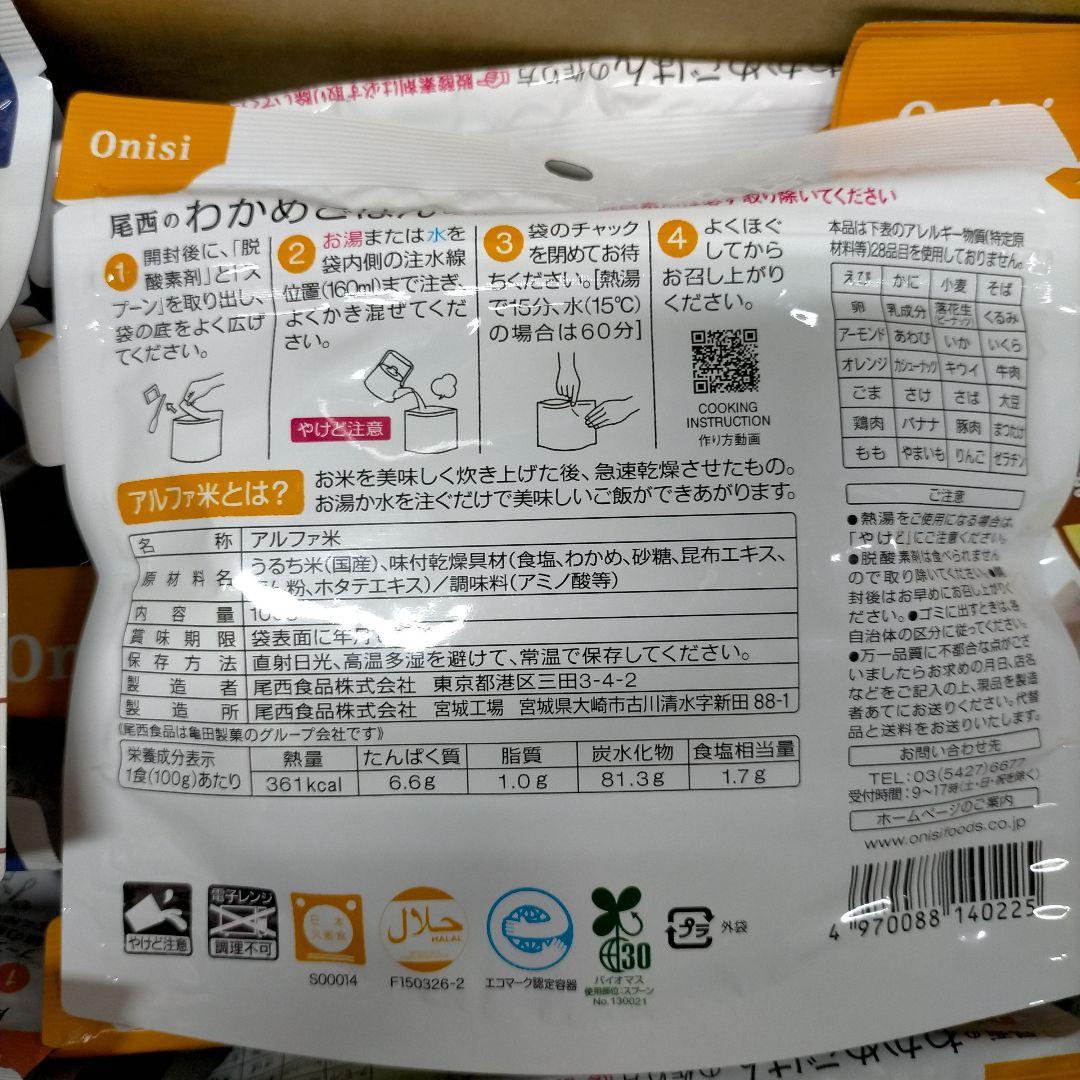 Onisi
尾西のわかめごはん
取り除いてください
1 開封後に、「脱
酸素剤」と「ス
プーン」を取り出し、
袋の底をよく広げ
てください。
2 お湯または水を
袋内側の注水線
位置(160ml)まで注ぎ、
よくかき混ぜてくだ
さい。
やけど注意
3 袋のチャック
を閉めてお待
ちください。[熱湯
で15分、水(15℃)
の場合は60分]
4 よくほぐ
してから
お召し上がり
ください。
COOKING
INSTRUCTION
作り方動画
本品は下表のアレルギー物質(特定原
材料等)28品目を使用しておりません。
えび かに 小麦 そば
卵 乳成分 落花生(ピーナッツ) くるみ
アーモンド あわび いか いくら
オレンジ カシューナッツ キウイ 牛肉
ごま さけ さば 大豆
鶏肉 バナナ 豚肉 まつたけ
もも やまいも りんご ゼラチン
アルファ米とは?
お米を美味しく炊き上げた後、急速乾燥させたもの。
お湯か水を注ぐだけで美味しいご飯ができあがります。
名称 アルファ米
原材料名 うるち米(国産)、味付乾燥具材(食塩、わかめ、砂糖、昆布エキス、
ん粉、ホタテエキス)/調味料(アミノ酸等)
内容量 100g
賞味期限 袋表面に年月
保存方法 直射日光、高温多湿を避けて、常温で保存してください。
製造者 尾西食品株式会社 東京都港区三田3-4-2
製造所 尾西食品株式会社 宮城工場 宮城県大崎市古川清水字新田88-1
《尾西食品は亀田製菓のグループ会社です》
栄養成分表示
1食(100g)あたり
熱量 たんぱく質 脂質 炭水化物 食塩相当量
361kcal 6.6g 1.0g 81.3g 1.7g
ご注意
●熱湯をご使用になる場合は、
「やけど」にご注意ください。
●脱酸素剤は食べられません
ので取り除いてください。●開
封後はお早めにお召し上がりく
ださい。●ゴミに出すときは、各
自治体の区分に従ってください。
●万一品質に不都合な点がござ
いましたらお求めの月日、店名
などをご記入の上、現品を製造
者あてにお送りください。代替
品と送料をお送りいたします。
お問い合わせ先
TEL:03(5427)6677
受付時間:9~17時(土・日・祝を除く)
ホームページのご案内
www.onisifoods.co.jp
4 970088 140225
やけど注意
電子レンジ
調理不可
日本
災害食
S00014
حلال
HALAL
F150326-2
エコマーク認定容器
30
バイオマス
使用部位:スプーン
No.130021
プラ
外袋